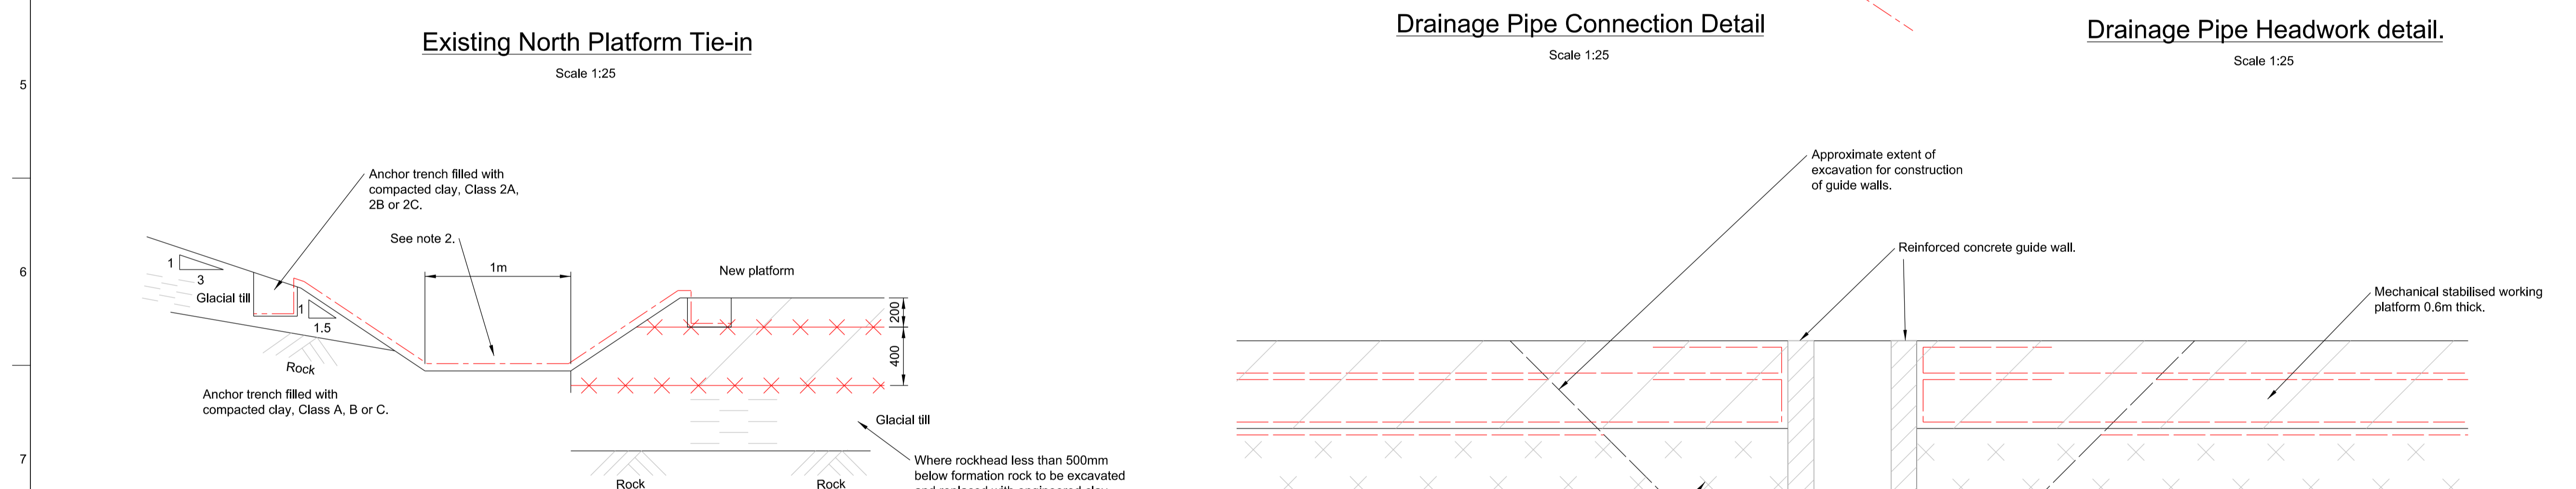 Existing North Platform Tie-in
Scale 1:25
Drainage Pipe Connection Detail
Scale 1:25
Drainage Pipe Headwork detail.
Scale 1:25
5
6
7
Anchor trench filled with
compacted clay, Class 2A,
2B or 2C.
See note 2.
1m
New platform
1
3
Glacial till
1
1.5
Rock
200
400
Anchor trench filled with
compacted clay, Class A, B or C.
Glacial till
Where rockhead less than 500mm
below formation rock to be excavated
Rock
Rock
Approximate extent of
excavation for construction
of guide walls.
Reinforced concrete guide wall.
Mechanical stabilised working
platform 0.6m thick.